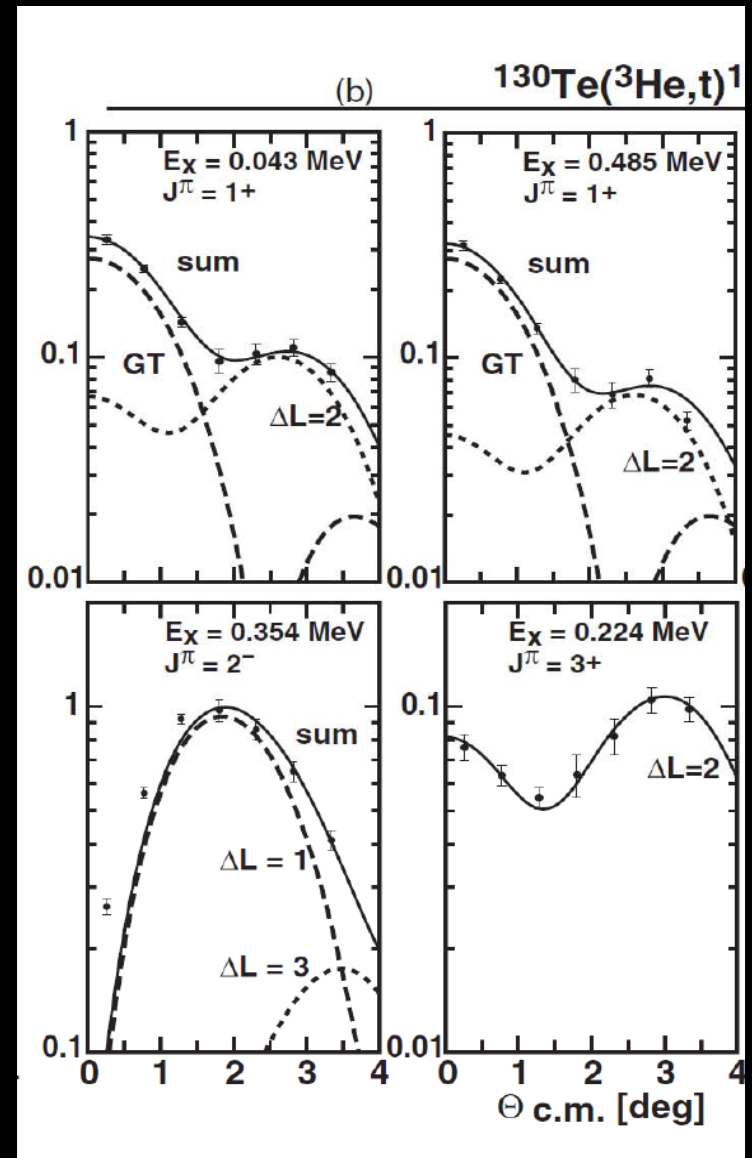 (b) ¹³⁰Te(³He,t)¹
1
Eₓ = 0.043 MeV
Jπ = 1+
sum
0.1
GT
ΔL=2
0.01
1
Eₓ = 0.485 MeV
Jπ = 1+
sum
0.1
GT
ΔL=2
0.01
Eₓ = 0.354 MeV
Jπ = 2⁻
1
sum
ΔL = 1
ΔL = 3
0.1
0 1 2 3 4
Eₓ = 0.224 MeV
Jπ = 3+
0.1
ΔL=2
0.01
0 1 2 3 4
Θ c.m. [deg]